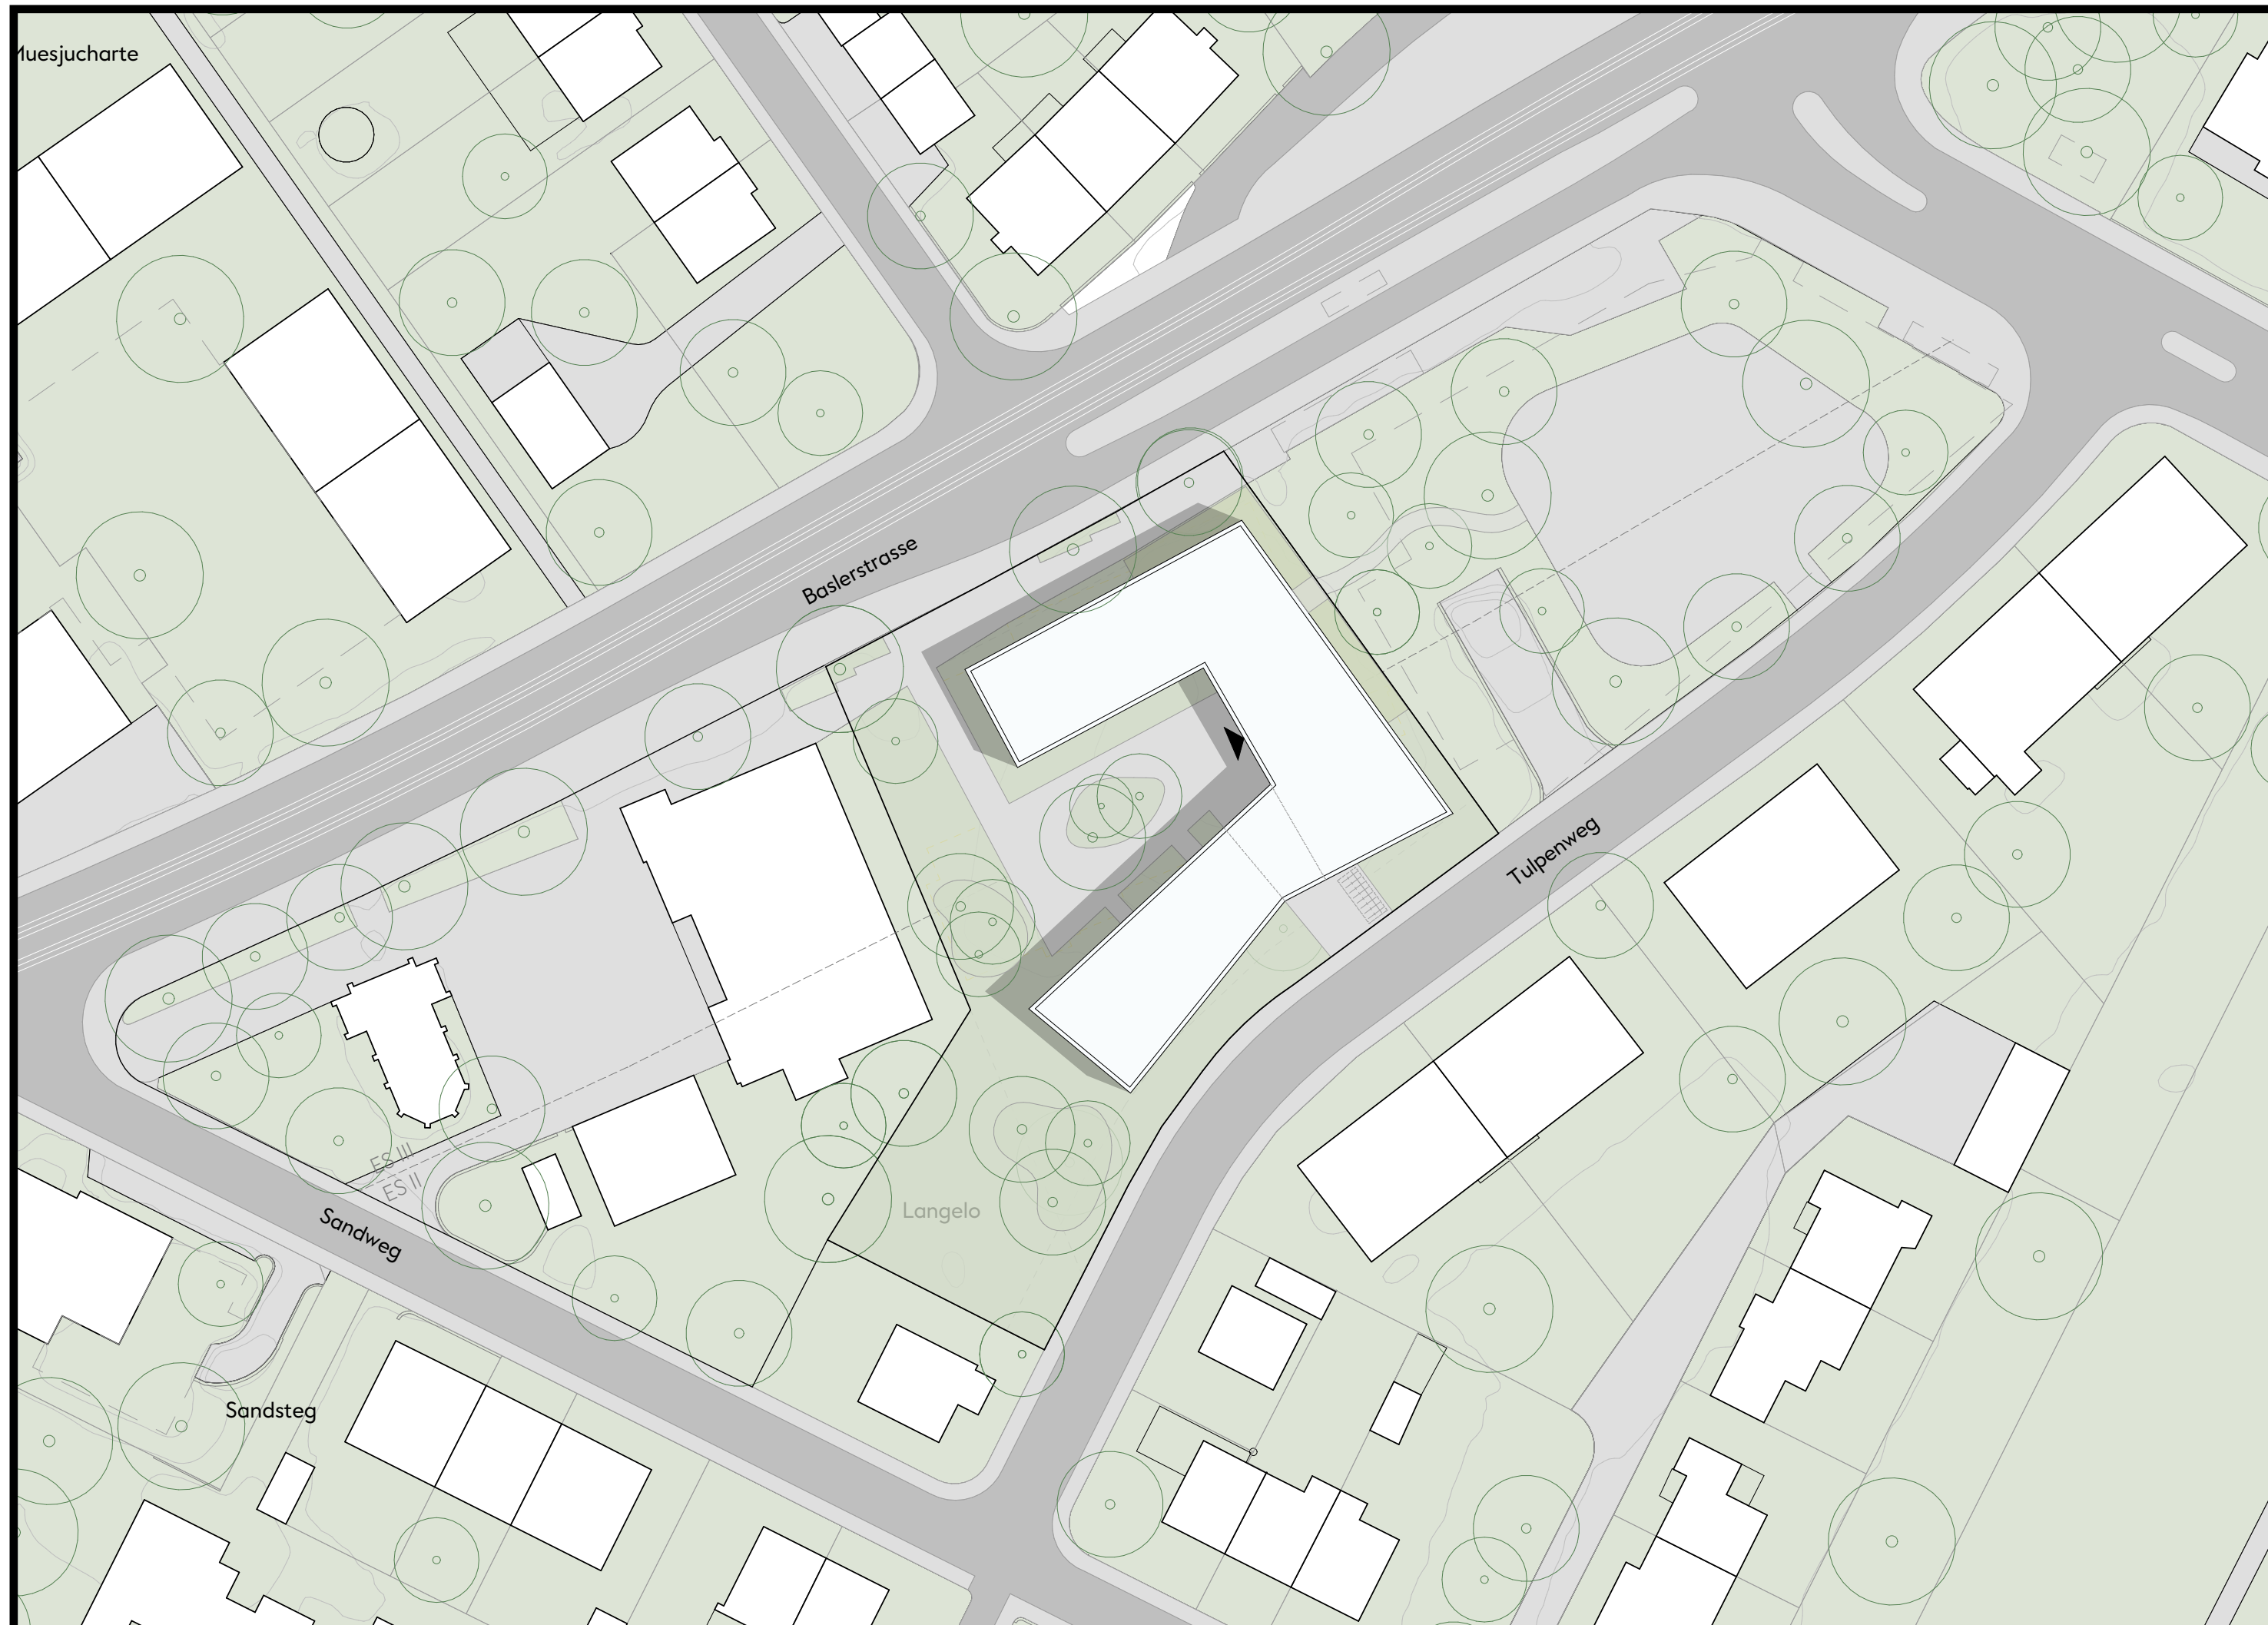 Muesjucharte
Baslerstrasse
Tulpenweg
ES III
ES II
Sandweg
Langelo
Sandsteg